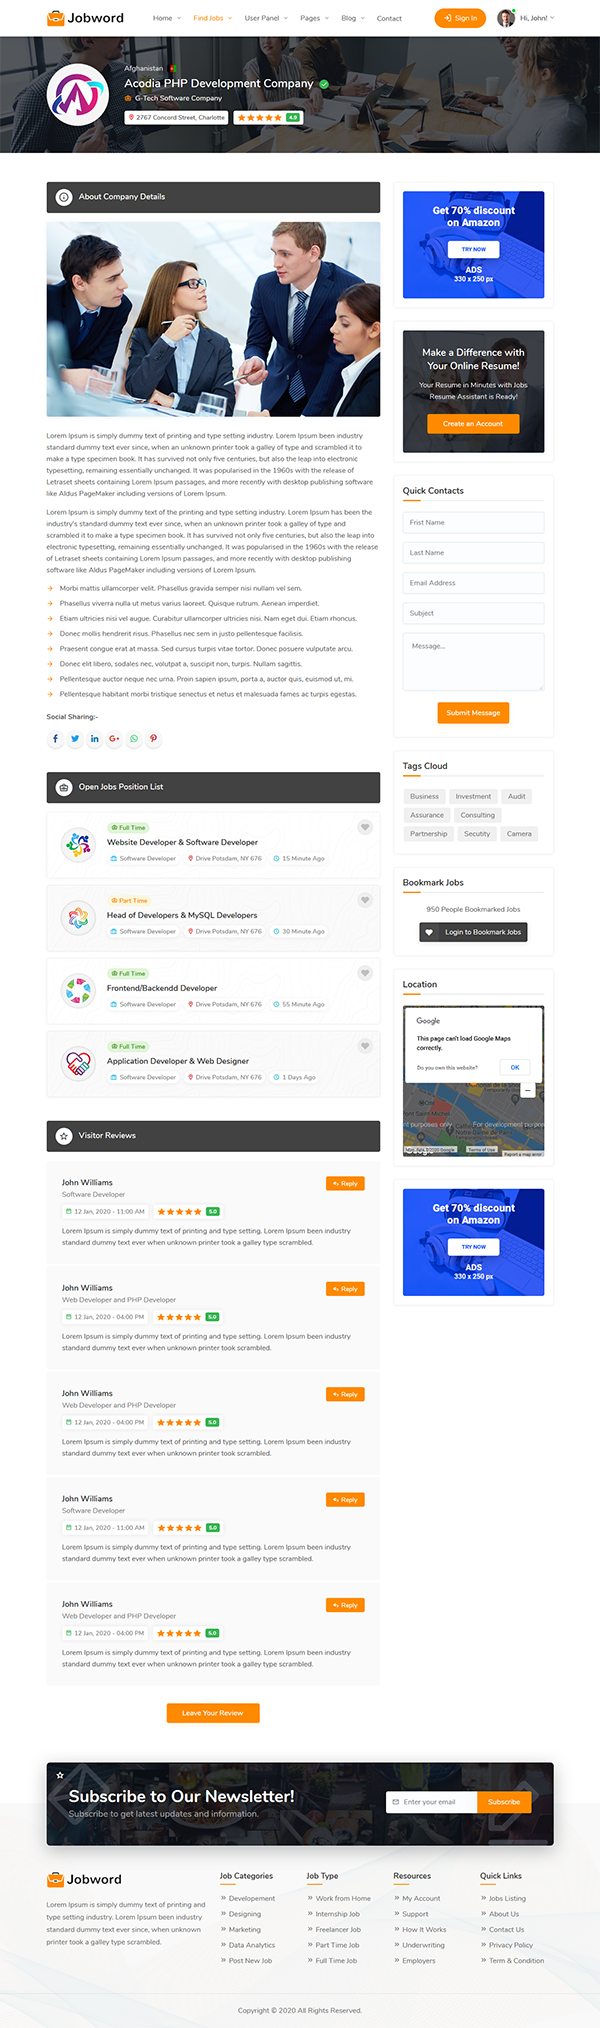 Jobword
Home
Find Jobs
User Panel
Pages
Blog
Contact
Sign In
Hi, John!
Afghanistan
Acodia PHP Development Company
G-Tech Software Company
2767 Concord Street, Charlotte
4.9
About Company Details
Lorem Ipsum is simply dummy text of printing and type setting industry. Lorem Ipsum been industry
standard dummy text ever since, when an unknown printer took a galley of type and scrambled it to
make a type specimen book. It has survived not only five centuries, but also the leap into electronic
typesetting, remaining essentially unchanged. It was popularised in the 1960s with the release of
Letraset sheets containing Lorem Ipsum passages, and more recently with desktop publishing software
like Aldus PageMaker including versions of Lorem Ipsum.
Lorem Ipsum is simply dummy text of the printing and typesetting industry. Lorem Ipsum has been the
industry's standard dummy text ever since, when an unknown printer took a galley of type and
scrambled it to make a type specimen book. It has survived not only five centuries, but also the leap into
electronic typesetting, remaining essentially unchanged. It was popularised in the 1960s with the release
of Letraset sheets containing Lorem Ipsum passages, and more recently with desktop publishing
software like Aldus PageMaker including versions of Lorem Ipsum.
Morbi mattis ullamcorper velit. Phasellus gravida semper nisi nullam vel sem.
Phasellus viverra nulla ut metus varius laoreet. Quisque rutrum. Aenean imperdiet.
Etiam ultricies nisi vel augue. Curabitur ullamcorper ultricies nisi. Nam eget dui. Etiam rhoncus.
Donec mollis hendrerit risus. Phasellus nec sem in justo pellentesque facilisis.
Praesent congue erat at massa. Sed cursus turpis vitae tortor. Donec posuere vulputate arcu.
Donec elit libero, sodales nec, volutpat a, suscipit non, turpis. Nullam sagittis.
Pellentesque auctor neque nec urna. Proin sapien ipsum, porta a, auctor quis, euismod ut, mi.
Pellentesque habitant morbi tristique senectus et netus et malesuada fames ac turpis egestas.
Social Sharing:-
Open Jobs Position List
Full Time
Website Developer & Software Developer
Software Developer
Drive Potsdam, NY 676
15 Minute Ago
Part Time
Head of Developers & MySQL Developers
Software Developer
Drive Potsdam, NY 676
30 Minute Ago
Full Time
Frontend/Backendd Developer
Software Developer
Drive Potsdam, NY 676
55 Minute Ago
Full Time
Application Developer & Web Designer
Software Developer
Drive Potsdam, NY 676
1 Days Ago
Visitor Reviews
John Williams
Reply
Software Developer
12 Jan, 2020 - 11:00 AM
5.0
Lorem Ipsum is simply dummy text of printing and type setting. Lorem Ipsum been industry
standard dummy text ever when unknown printer took a galley type scrambled.
John Williams
Reply
Web Developer and PHP Developer
12 Jan, 2020 - 04:00 PM
5.0
Lorem Ipsum is simply dummy text of printing and type setting. Lorem Ipsum been industry
standard dummy text ever when unknown printer took scrambled.
John Williams
Reply
Web Developer and PHP Developer
12 Jan, 2020 - 04:00 PM
5.0
Lorem Ipsum is simply dummy text of printing and type setting. Lorem Ipsum been industry
standard dummy text ever when unknown printer took a galley type scrambled.
John Williams
Reply
Software Developer
12 Jan, 2020 - 11:00 AM
5.0
Lorem Ipsum is simply dummy text of printing and type setting. Lorem Ipsum been industry
standard dummy text ever when unknown printer took a galley type scrambled.
John Williams
Reply
Web Developer and PHP Developer
12 Jan, 2020 - 04:00 PM
5.0
Lorem Ipsum is simply dummy text of printing and type setting. Lorem Ipsum been industry
standard dummy text ever when unknown printer took a galley type scrambled.
Leave Your Review
Get 70% discount
on Amazon
TRY NOW
ADS
330 x 250 px
Make a Difference with
Your Online Resume!
Your Resume in Minutes with Jobs
Resume Assistant is Ready!
Create an Account
Quick Contacts
Frist Name
Last Name
Email Address
Subject
Message...
Submit Message
Tags Cloud
Business
Investment
Audit
Assurance
Consulting
Partnership
Secutity
Camera
Bookmark Jobs
950 People Bookmarked Jobs
Login to Bookmark Jobs
Location
Google
This page can't load Google Maps
correctly.
Do you own this website?
OK
nt purposes only
For development purpos
Terms of Use
Report a map error
Get 70% discount
on Amazon
TRY NOW
ADS
330 x 250 px
Subscribe to Our Newsletter!
Subscribe to get latest updates and information.
Enter your email
Subscribe
Jobword
Lorem Ipsum is simply dummy text of printing and
type setting industry. Lorem Ipsum been industry
standard dummy text ever since, when an unknown
printer took a galley of type and scrambled.
Job Categories
Developement
Designing
Marketing
Data Analytics
Post New Job
Job Type
Work from Home
Internship Job
Freelancer Job
Part Time Job
Full Time Job
Resources
My Account
Support
How It Works
Underwriting
Employers
Quick Links
Jobs Listing
About Us
Contact Us
Privacy Policy
Term & Condition
Copyright © 2020 All Rights Reserved.